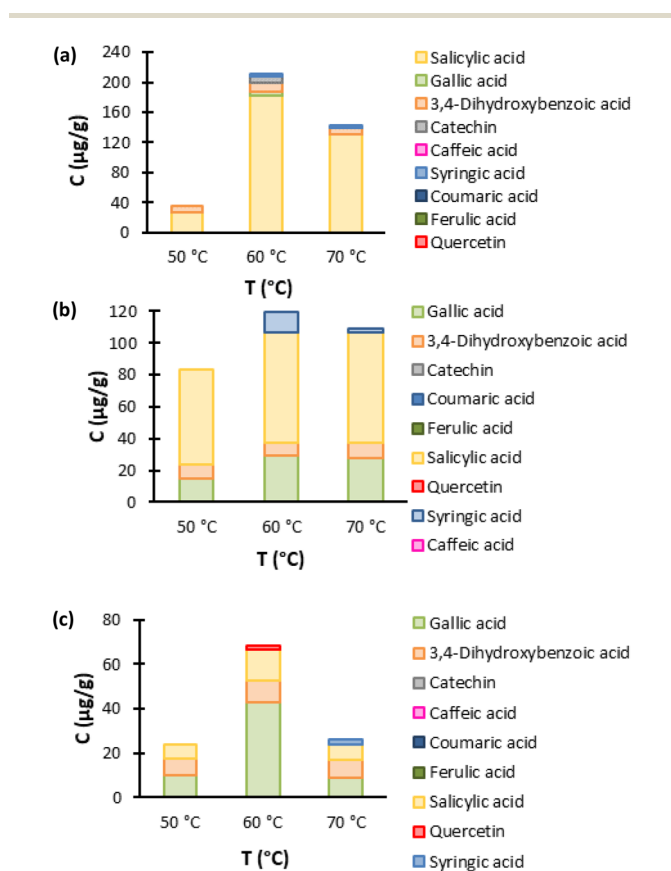 (a)
240
200
160
120
80
40
0
C (µg/g)
50 °C 60 °C 70 °C
T (°C)
Salicylic acid
Gallic acid
3,4-Dihydroxybenzoic acid
Catechin
Caffeic acid
Syringic acid
Coumaric acid
Ferulic acid
Quercetin
(b)
120
100
80
60
40
20
0
C (µg/g)
50 °C 60 °C 70 °C
T (°C)
Gallic acid
3,4-Dihydroxybenzoic acid
Catechin
Coumaric acid
Ferulic acid
Salicylic acid
Quercetin
Syringic acid
Caffeic acid
(c)
80
60
40
20
0
C (µg/g)
50 °C 60 °C 70 °C
T (°C)
Gallic acid
3,4-Dihydroxybenzoic acid
Catechin
Caffeic acid
Coumaric acid
Ferulic acid
Salicylic acid
Quercetin
Syringic acid